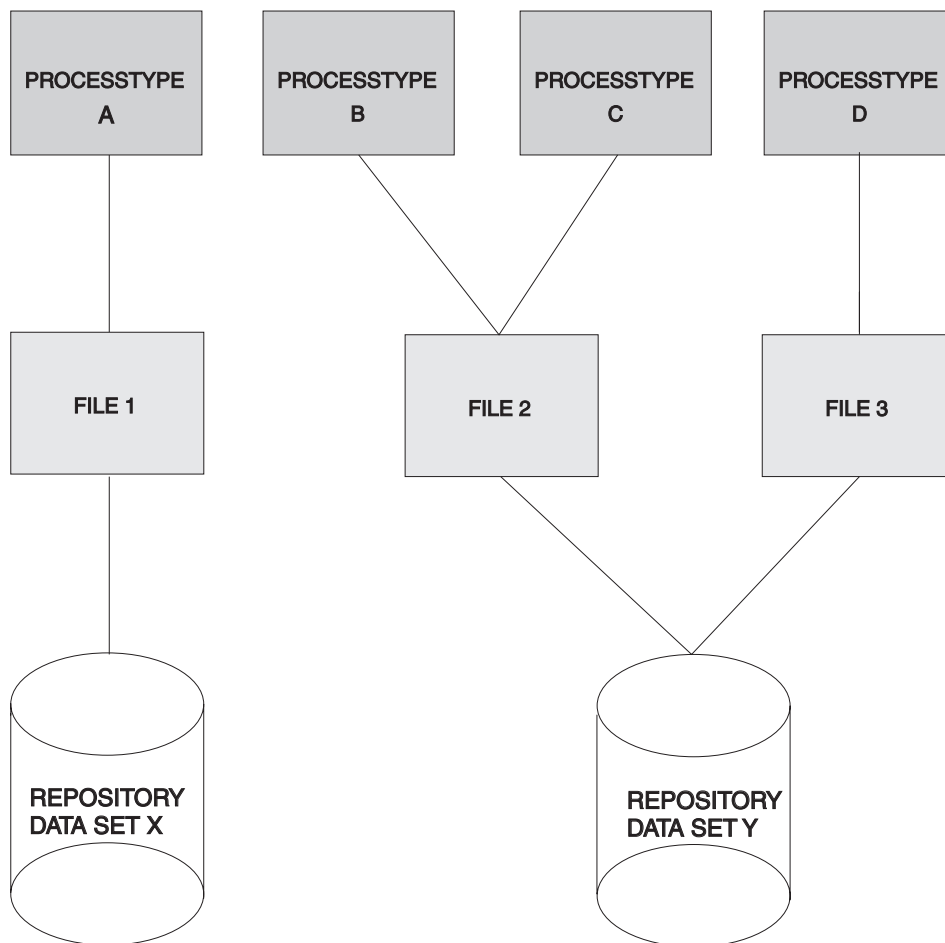 PROCESSTYPE
A
PROCESSTYPE
B
PROCESSTYPE
C
PROCESSTYPE
D
FILE 1
FILE 2
FILE 3
REPOSITORY
DATA SET X
REPOSITORY
DATA SET Y